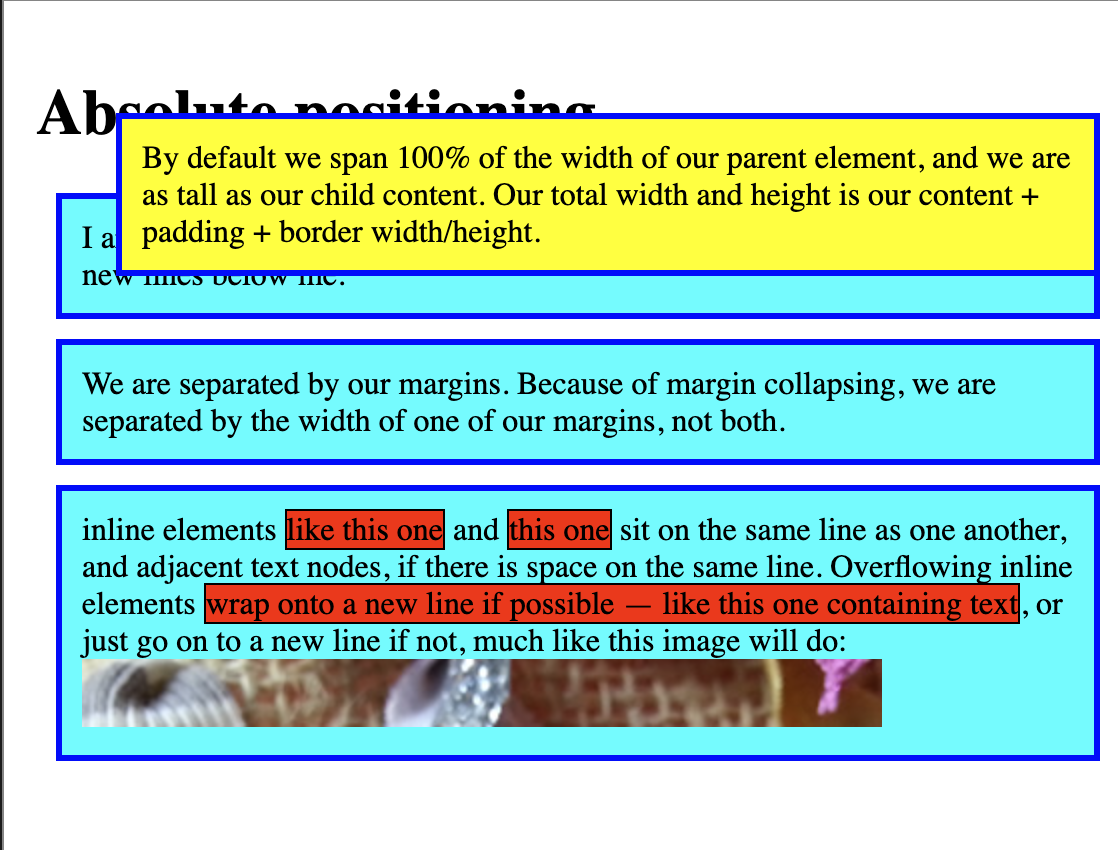 Absolute positioning
By default we span 100% of the width of our parent element, and we are
as tall as our child content. Our total width and height is our content +
padding + border width/height.
I
new lines below me.
We are separated by our margins. Because of margin collapsing, we are
separated by the width of one of our margins, not both.
inline elements like this one and this one sit on the same line as one another,
and adjacent text nodes, if there is space on the same line. Overflowing inline
elements wrap onto a new line if possible — like this one containing text, or
just go on to a new line if not, much like this image will do: